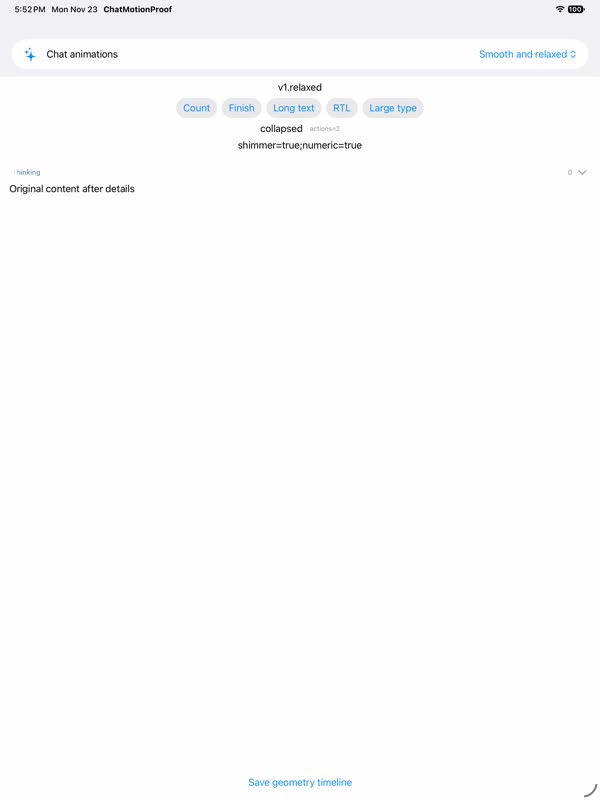 5:52 PM Mon Nov 23 ChatMotionProof 100
Chat animations Smooth and relaxed
v1.relaxed
Count Finish Long text RTL Large type
collapsed actions=2
shimmer=true;numeric=true
Thinking 0
Original content after details
Save geometry timeline